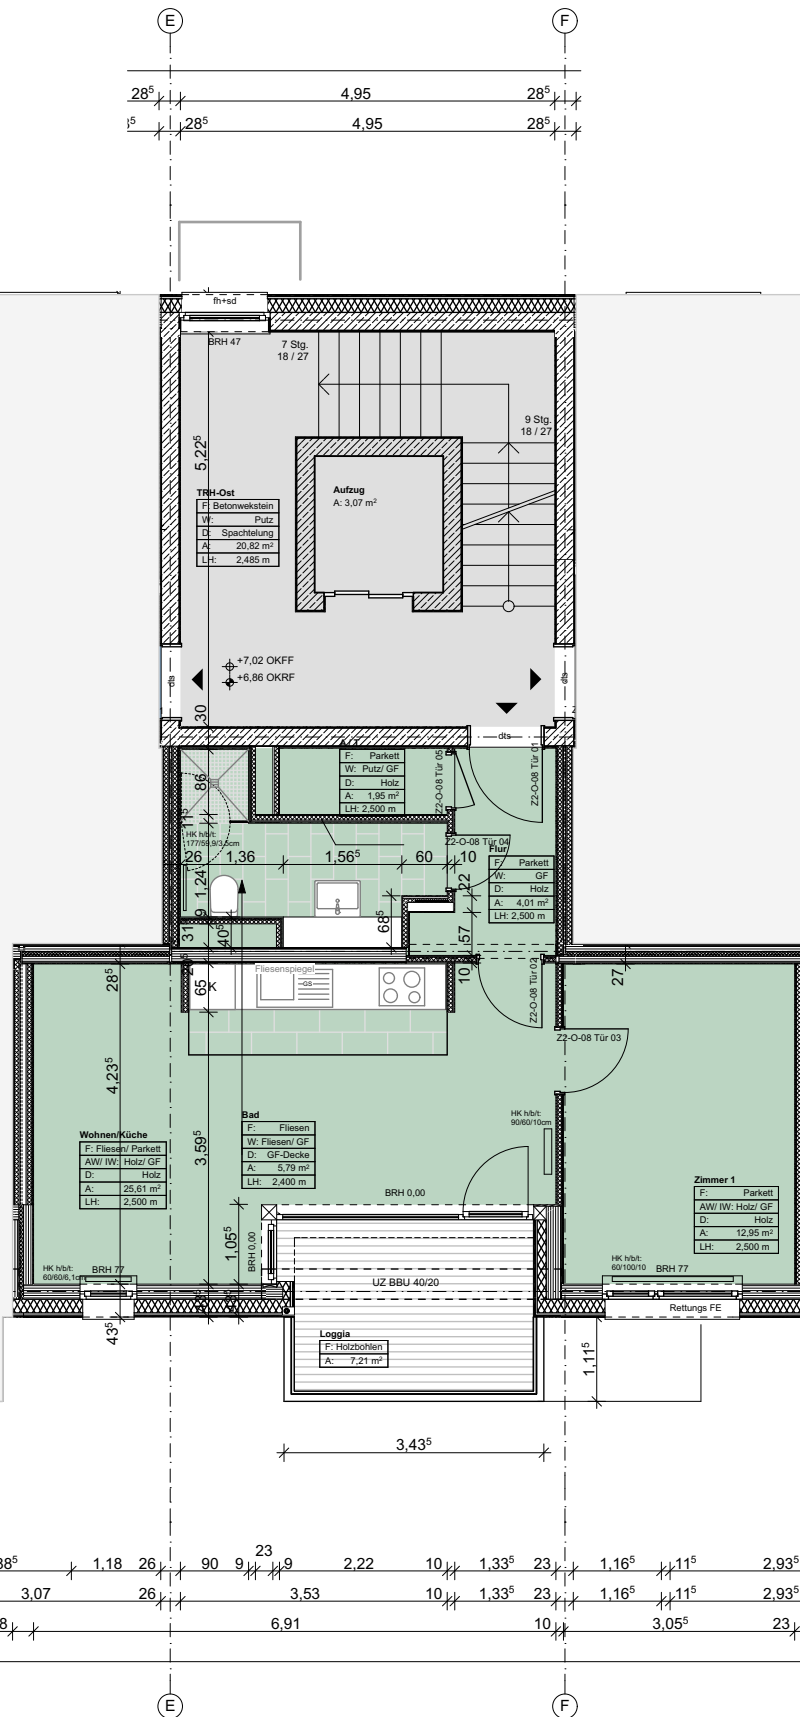 E
F
28⁵
4,95
28⁵
28⁵
4,95
28⁵
fh+sd
BRH 47
7 Stg.
18 / 27
9 Stg.
18 / 27
5,22⁵
TRH-Ost
F: Betonwekstein
W: Putz
D: Spachtelung
A: 20,82 m²
LH: 2,485 m
Aufzug
A: 3,07 m²
+7,02 OKFF
+6,86 OKRF
dts
dts
30
dts
F: Parkett
W: Putz/ GF
D: Holz
A: 1,95 m²
LH: 2,500 m
Z2-O-08 Tür 05
Z2-O-08 Tür 01
86
11⁵
HK h/b/t:
177/59,9/3,5cm
Z2-O-08 Tür 04
26
1,36
1,56⁵
60
10
Flur
F: Parkett
W: GF
D: Holz
A: 4,01 m²
LH: 2,500 m
1,24
9
22
31
40⁵
68⁵
57
10
28⁵
65
K
Fliesenspiegel
GS
Z2-O-08 Tür 02
27
Z2-O-08 Tür 03
4,23⁵
3,59⁵
Wohnen/Küche
F: Fliesen/ Parkett
AW/ IW: Holz/ GF
D: Holz
A: 25,61 m²
LH: 2,500 m
Bad
F: Fliesen
W: Fliesen/ GF
D: GF-Decke
A: 5,79 m²
LH: 2,400 m
HK h/b/t:
90/60/10cm
Zimmer 1
F: Parkett
AW/ IW: Holz/ GF
D: Holz
A: 12,95 m²
LH: 2,500 m
BRH 0,00
1,05⁵
BRH 0,00
HK h/b/t:
60/60/6,1cm
BRH 77
UZ BBU 40/20
HK h/b/t:
60/100/10
BRH 77
Rettungs FE
43⁵
Loggia
F: Holzbohlen
A: 7,21 m²
1,11⁵
3,43⁵
38⁵
1,18
26
90
9
23
9
2,22
10
1,33⁵
23
1,16⁵
11⁵
2,93⁵
3,07
26
3,53
10
1,33⁵
23
1,16⁵
11⁵
2,93⁵
8
6,91
10
3,05⁵
23
E
F